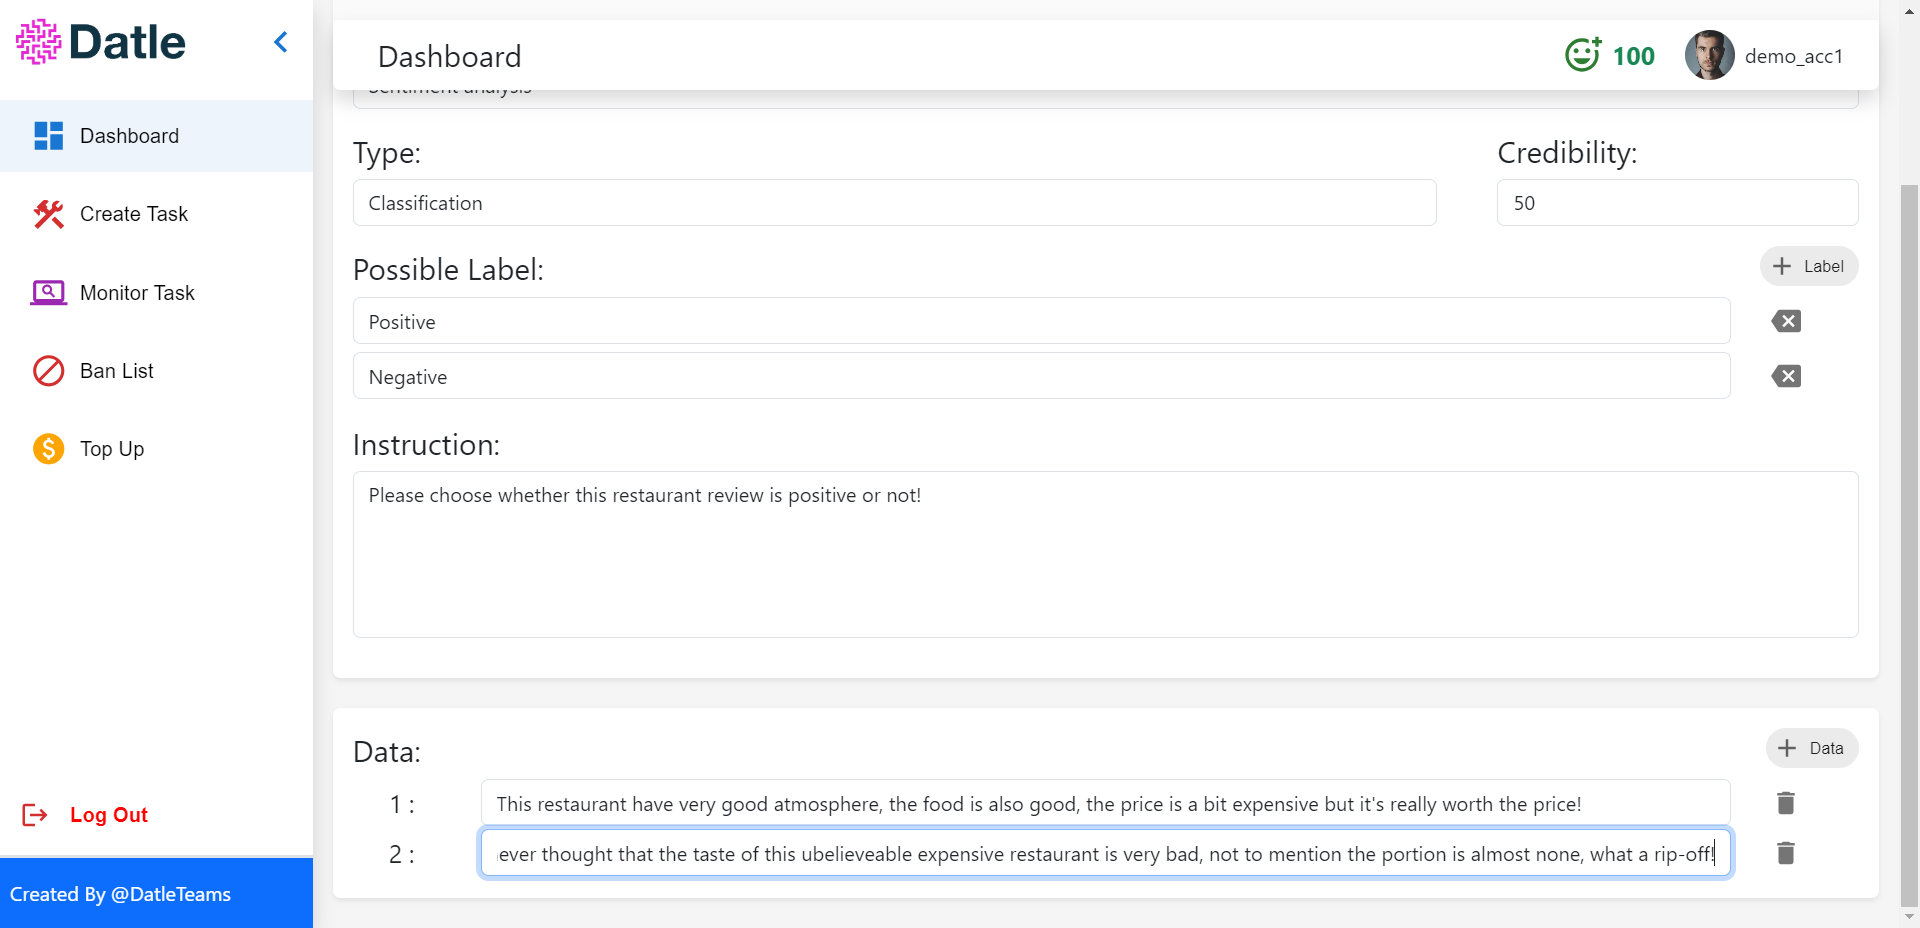 Datle
Dashboard
100
demo_acc1
Sentiment analysis
Dashboard
Create Task
Monitor Task
Ban List
Top Up
Log Out
Created By @DatleTeams
Type:
Credibility:
Classification
50
Possible Label:
+ Label
Positive
Negative
Instruction:
Please choose whether this restaurant review is positive or not!
Data:
+ Data
1 :
This restaurant have very good atmosphere, the food is also good, the price is a bit expensive but it's really worth the price!
2 :
ever thought that the taste of this ubelieveable expensive restaurant is very bad, not to mention the portion is almost none, what a rip-off!